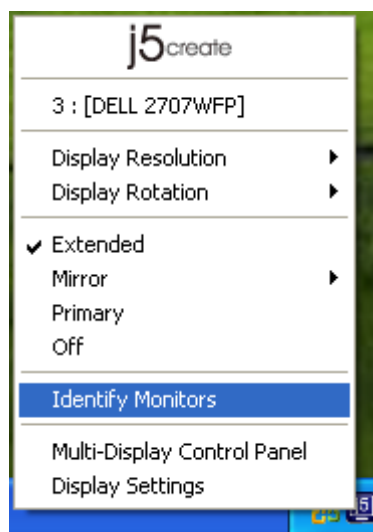 j5create
3 : [DELL 2707WFP]
Display Resolution
Display Rotation
Extended
Mirror
Primary
Off
Identify Monitors
Multi-Display Control Panel
Display Settings
j5